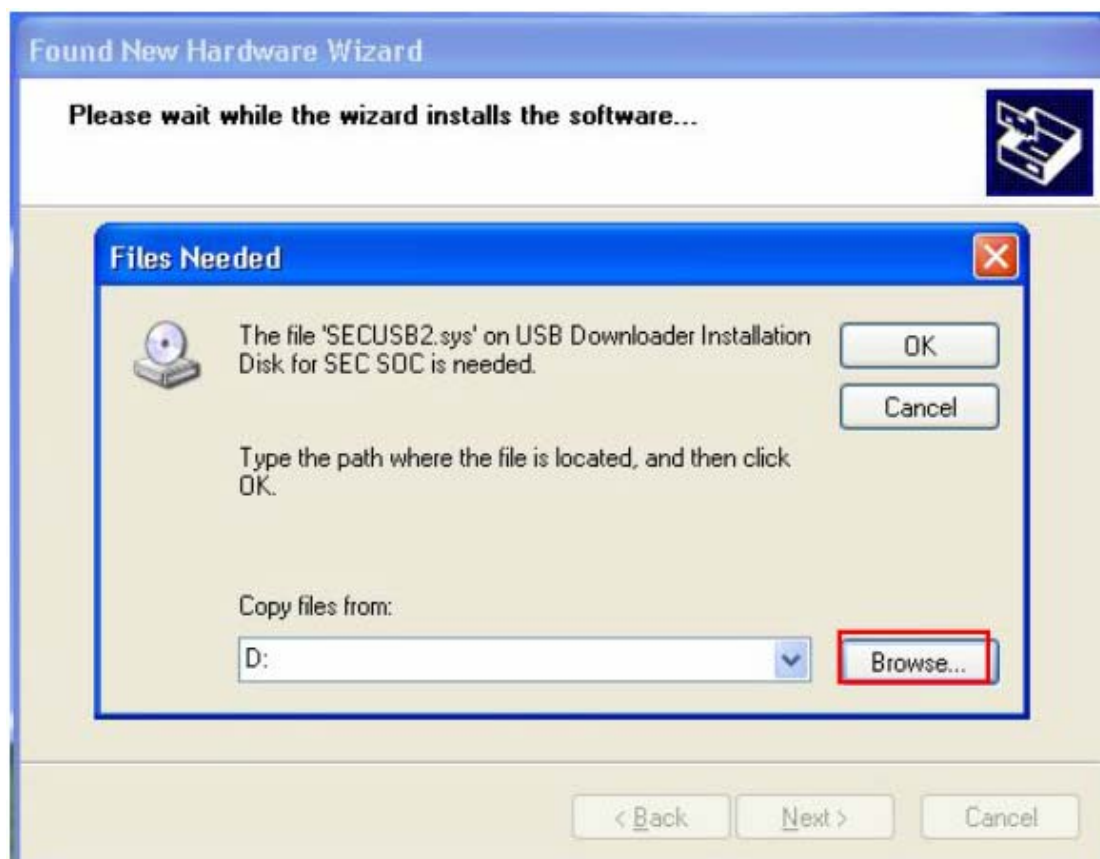 Found New Hardware Wizard
Please wait while the wizard installs the software...
Files Needed
The file 'SECUSB2.sys' on USB Downloader Installation
Disk for SEC SOC is needed.
OK
Cancel
Type the path where the file is located, and then click
OK.
Copy files from:
D:
Browse...
< Back
Next >
Cancel